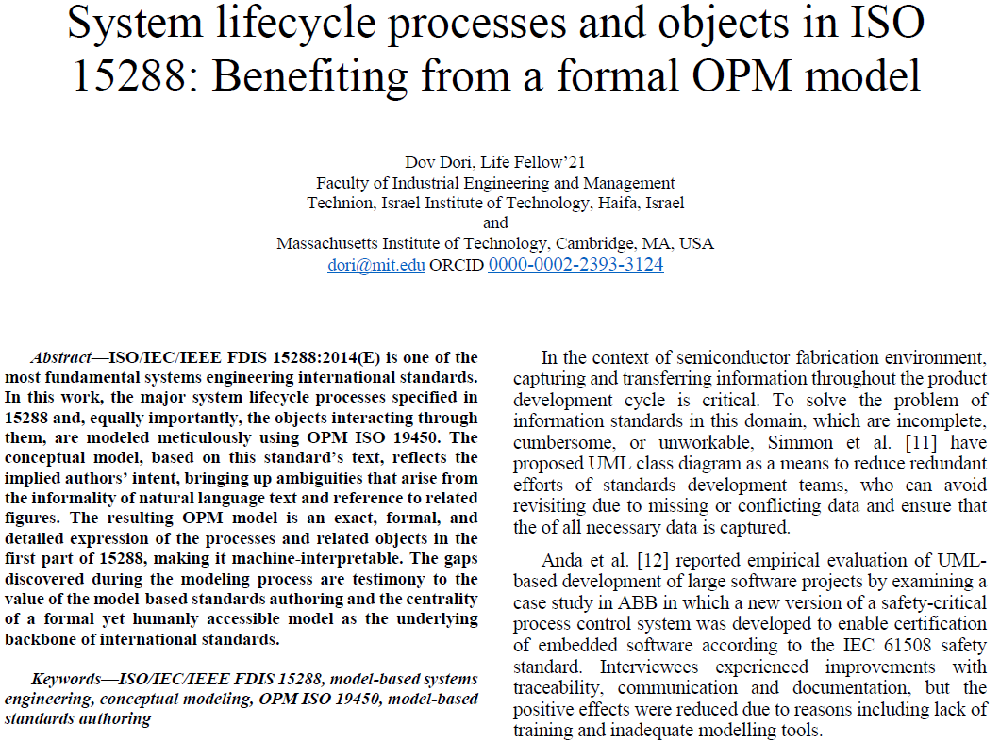 System lifecycle processes and objects in ISO
15288: Benefiting from a formal OPM model
Dov Dori, Life Fellow’21
Faculty of Industrial Engineering and Management
Technion, Israel Institute of Technology, Haifa, Israel
and
Massachusetts Institute of Technology, Cambridge, MA, USA
dori@mit.edu ORCID 0000-0002-2393-3124
Abstract—ISO/IEC/IEEE FDIS 15288:2014(E) is one of the
most fundamental systems engineering international standards.
In this work, the major system lifecycle processes specified in
15288 and, equally importantly, the objects interacting through
them, are modeled meticulously using OPM ISO 19450. The
conceptual model, based on this standard’s text, reflects the
implied authors’ intent, bringing up ambiguities that arise from
the informality of natural language text and reference to related
figures. The resulting OPM model is an exact, formal, and
detailed expression of the processes and related objects in the
first part of 15288, making it machine-interpretable. The gaps
discovered during the modeling process are testimony to the
value of the model-based standards authoring and the centrality
of a formal yet humanly accessible model as the underlying
backbone of international standards.
Keywords—ISO/IEC/IEEE FDIS 15288, model-based systems
engineering, conceptual modeling, OPM ISO 19450, model-based
standards authoring
In the context of semiconductor fabrication environment,
capturing and transferring information throughout the product
development cycle is critical. To solve the problem of
information standards in this domain, which are incomplete,
cumbersome, or unworkable, Simmon et al. [11] have
proposed UML class diagram as a means to reduce redundant
efforts of standards development teams, who can avoid
revisiting due to missing or conflicting data and ensure that
the of all necessary data is captured.
Anda et al. [12] reported empirical evaluation of UML-
based development of large software projects by examining a
case study in ABB in which a new version of a safety-critical
process control system was developed to enable certification
of embedded software according to the IEC 61508 safety
standard. Interviewees experienced improvements with
traceability, communication and documentation, but the
positive effects were reduced due to reasons including lack of
training and inadequate modelling tools.